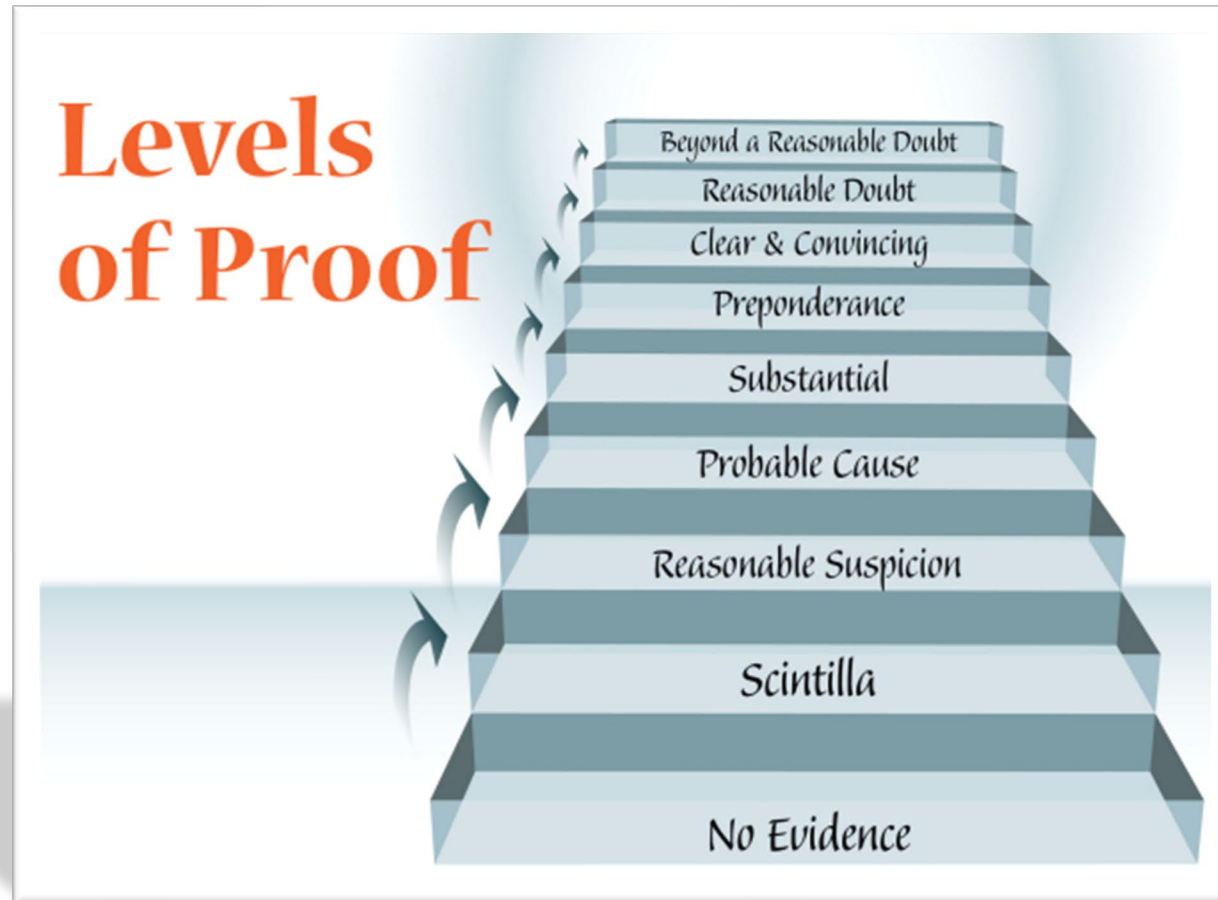 Levels
of Proof
Beyond a Reasonable Doubt
Reasonable Doubt
Clear & Convincing
Preponderance
Substantial
Probable Cause
Reasonable Suspicion
Scintilla
No Evidence